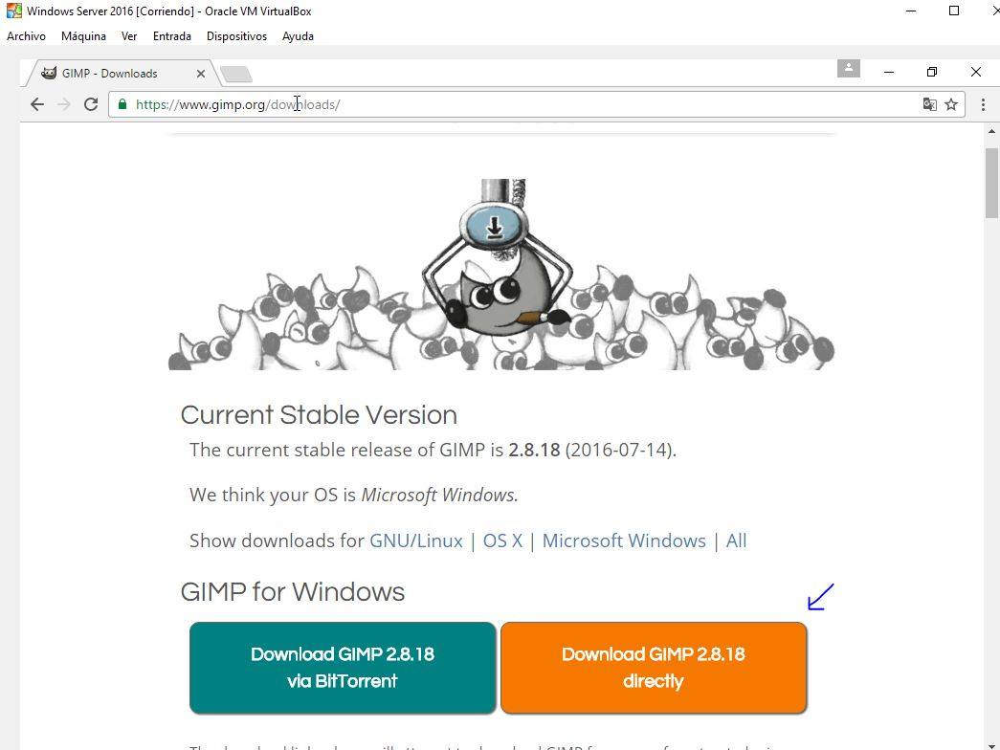 Windows Server 2016 [Corriendo] - Oracle VM VirtualBox
Archivo Máquina Ver Entrada Dispositivos Ayuda
GIMP - Downloads
https://www.gimp.org/downloads/
Current Stable Version
The current stable release of GIMP is 2.8.18 (2016-07-14).
We think your OS is Microsoft Windows.
Show downloads for GNU/Linux | OS X | Microsoft Windows | All
GIMP for Windows
Download GIMP 2.8.18
via BitTorrent
Download GIMP 2.8.18
directly